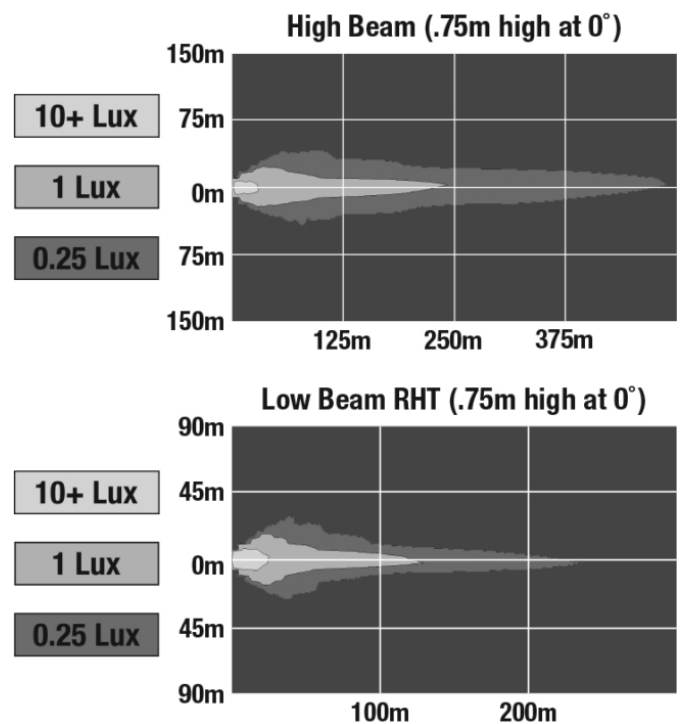 High Beam (.75m high at 0˚)
150m
10+ Lux
75m
1 Lux
0m
0.25 Lux
75m
150m
125m 250m 375m
Low Beam RHT (.75m high at 0˚)
90m
10+ Lux
45m
1 Lux
0m
0.25 Lux
45m
90m
100m 200m